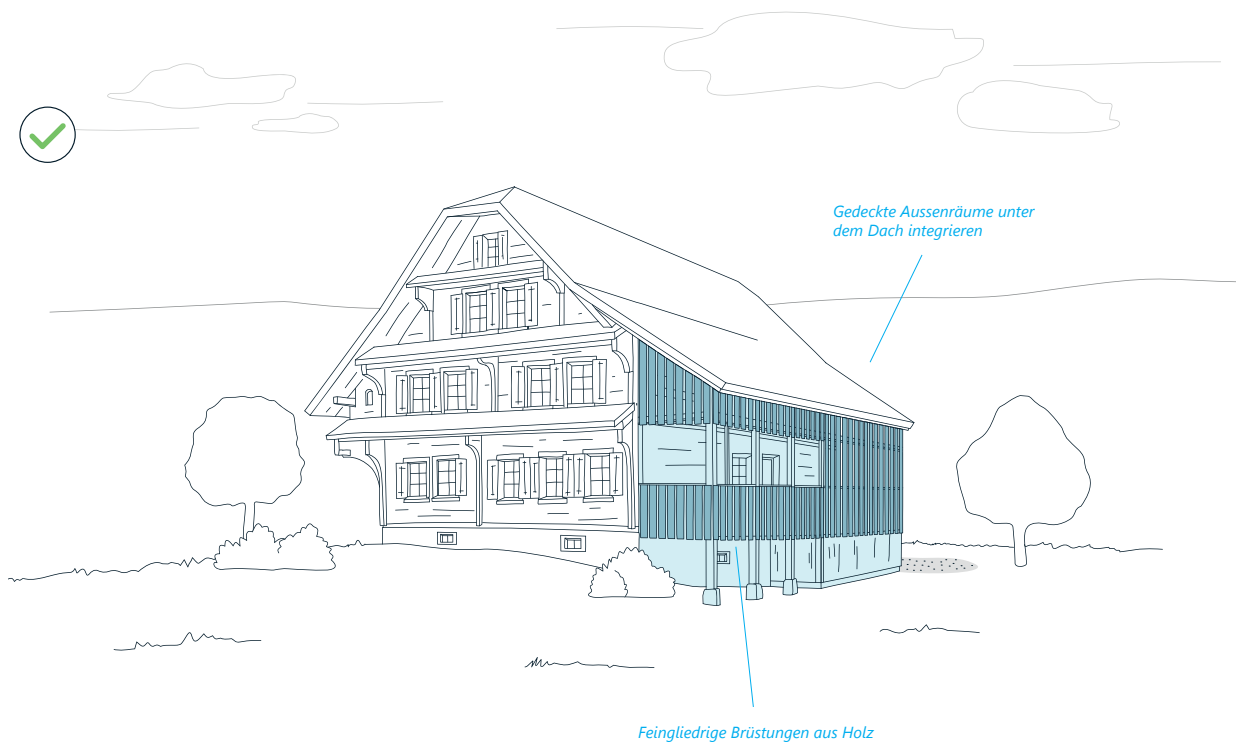 Gedeckte Aussenräume unter
dem Dach integrieren
Feingliedrige Brüstungen aus Holz